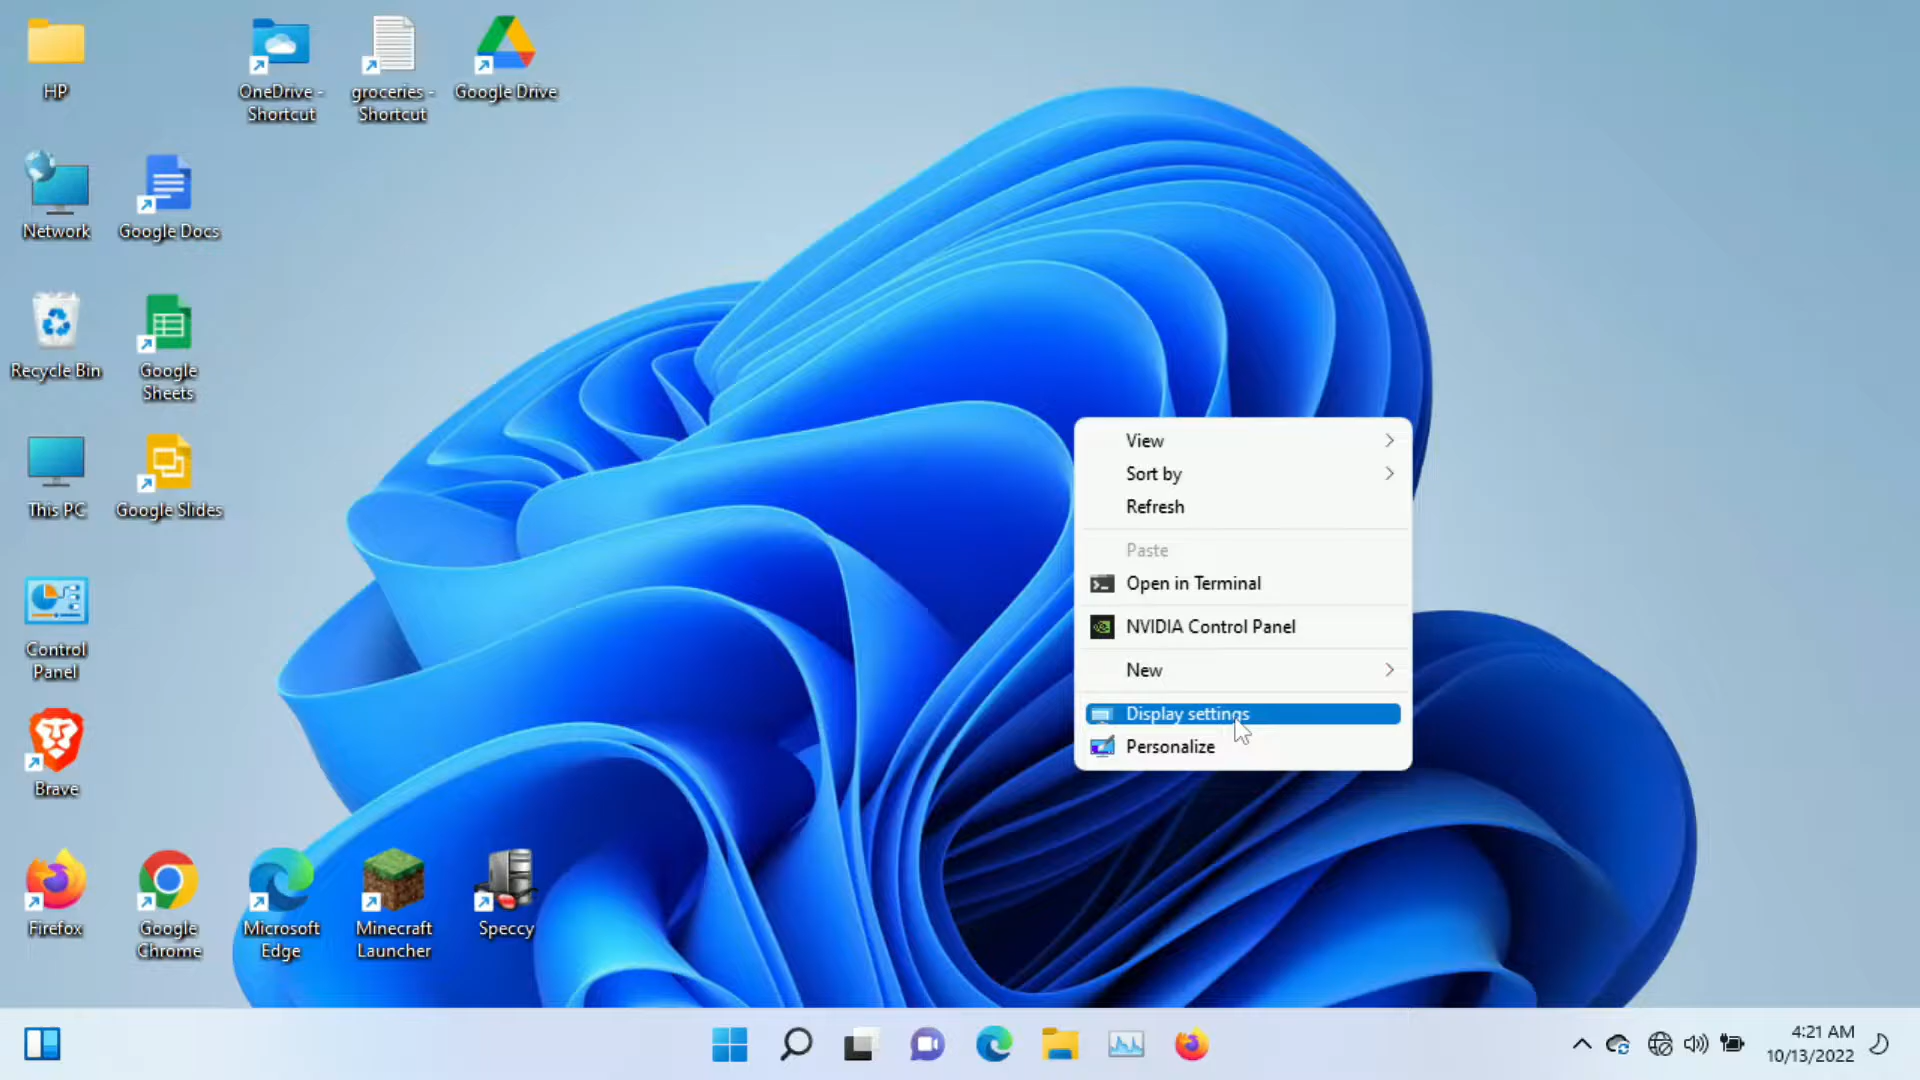 HP
OneDrive -
Shortcut
groceries -
Shortcut
Google Drive
Network
Google Docs
Recycle Bin
Google
Sheets
This PC
Google Slides
Control
Panel
Brave
Firefox
Google
Chrome
Microsoft
Edge
Minecraft
Launcher
Speccy
View
Sort by
Refresh
Paste
Open in Terminal
NVIDIA Control Panel
New
Display settings
Personalize
4:21 AM
10/13/2022